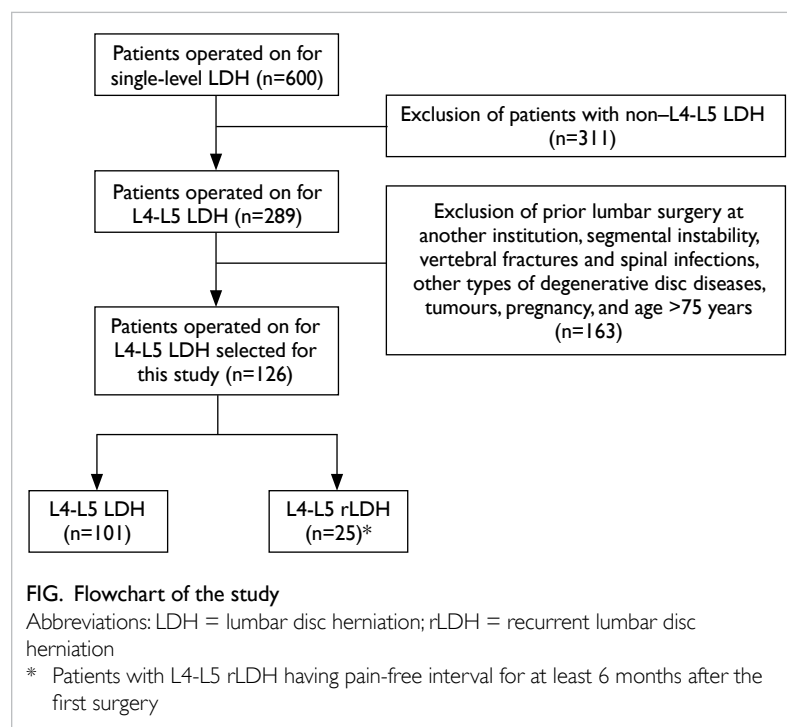 Patients operated on for
single-level LDH (n=600)
Exclusion of patients with non–L4-L5 LDH
(n=311)
Patients operated on for
L4-L5 LDH (n=289)
Exclusion of prior lumbar surgery at
another institution, segmental instability,
vertebral fractures and spinal infections,
other types of degenerative disc diseases,
tumours, pregnancy, and age >75 years
(n=163)
Patients operated on for
L4-L5 LDH selected for
this study (n=126)
L4-L5 LDH
(n=101)
L4-L5 rLDH
(n=25)*
FIG. Flowchart of the study
Abbreviations: LDH = lumbar disc herniation; rLDH = recurrent lumbar disc
herniation
* Patients with L4-L5 rLDH having pain-free interval for at least 6 months after the
first surgery